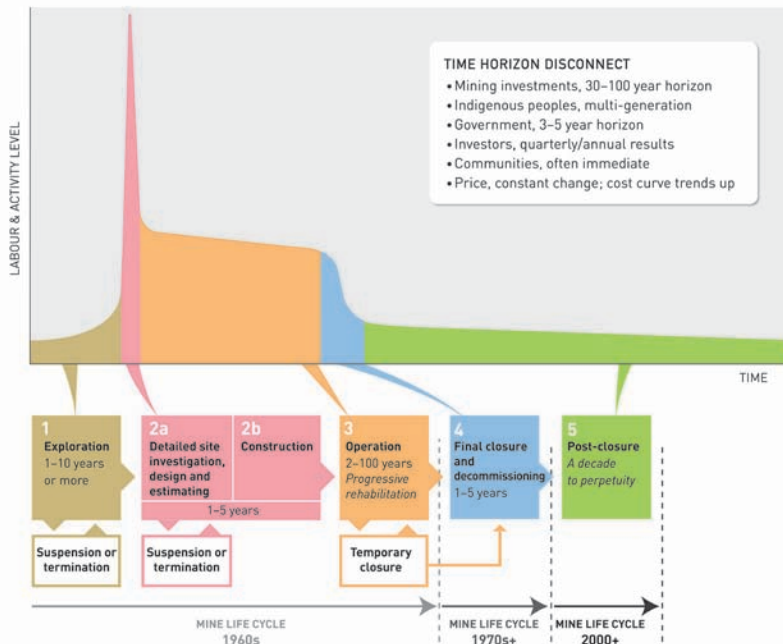 LABOUR & ACTIVITY LEVEL
TIME HORIZON DISCONNECT
• Mining investments, 30–100 year horizon
• Indigenous peoples, multi-generation
• Government, 3–5 year horizon
• Investors, quarterly/annual results
• Communities, often immediate
• Price, constant change; cost curve trends up
TIME
1
Exploration
1–10 years
or more
2a
Detailed site
investigation,
design and
estimating
2b
Construction
1–5 years
3
Operation
2–100 years
Progressive
rehabilitation
4
Final closure
and
decommissioning
1–5 years
5
Post-closure
A decade
to perpetuity
Suspension or
termination
Suspension or
termination
Temporary
closure
MINE LIFE CYCLE
1960s
MINE LIFE CYCLE
1970s+
MINE LIFE CYCLE
2000+